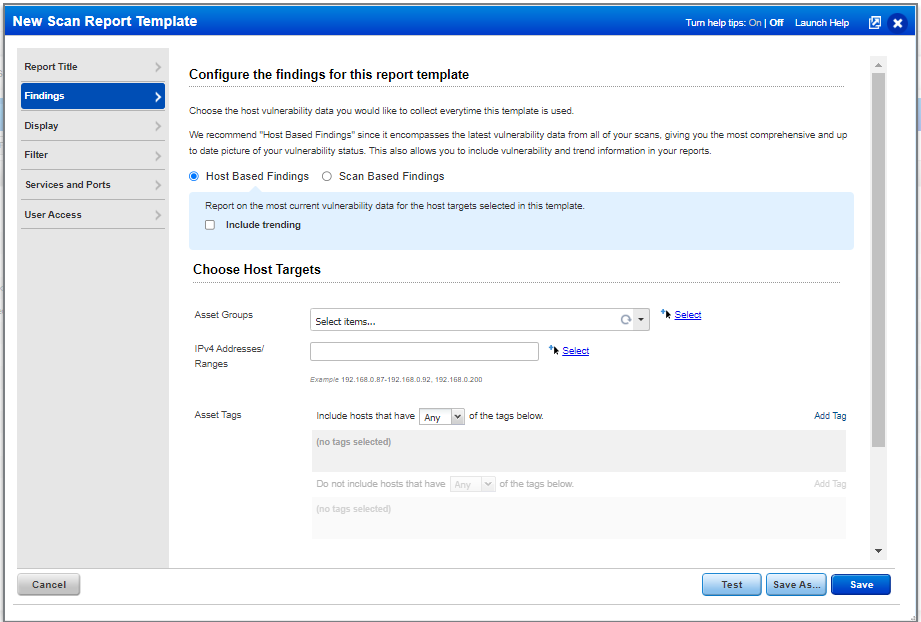 New Scan Report Template
Turn help tips: On | Off Launch Help
Report Title
Findings
Display
Filter
Services and Ports
User Access
Configure the findings for this report template
Choose the host vulnerability data you would like to collect everytime this template is used.
We recommend "Host Based Findings" since it encompasses the latest vulnerability data from all of your scans, giving you the most comprehensive and up
to date picture of your vulnerability status. This also allows you to include vulnerability and trend information in your reports.
Host Based Findings Scan Based Findings
Report on the most current vulnerability data for the host targets selected in this template.
Include trending
Choose Host Targets
Asset Groups
Select items... Select
IPv4 Addresses/
Ranges
Select
Example 192.168.0.87-192.168.0.92, 192.168.0.200
Asset Tags
Include hosts that have Any of the tags below. Add Tag
(no tags selected)
Do not include hosts that have Any of the tags below. Add Tag
(no tags selected)
Cancel Test Save As... Save